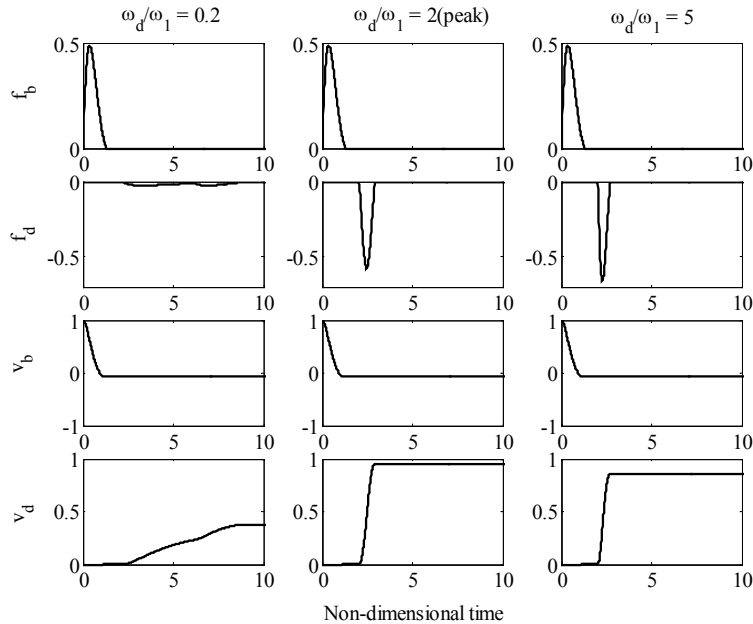 ω_d/ω_1 = 0.2 ω_d/ω_1 = 2(peak) ω_d/ω_1 = 5
f_b 0.5 0 0 5 10 0.5 0 0 5 10 0.5 0 0 5 10
f_d 0 -0.5 0 5 10 0 -0.5 0 5 10 0 -0.5 0 5 10
v_b 1 0 -1 0 5 10 1 0 -1 0 5 10 1 0 -1 0 5 10
v_d 1 0.5 0 0 5 10 1 0.5 0 0 5 10 1 0.5 0 0 5 10
Non-dimensional time